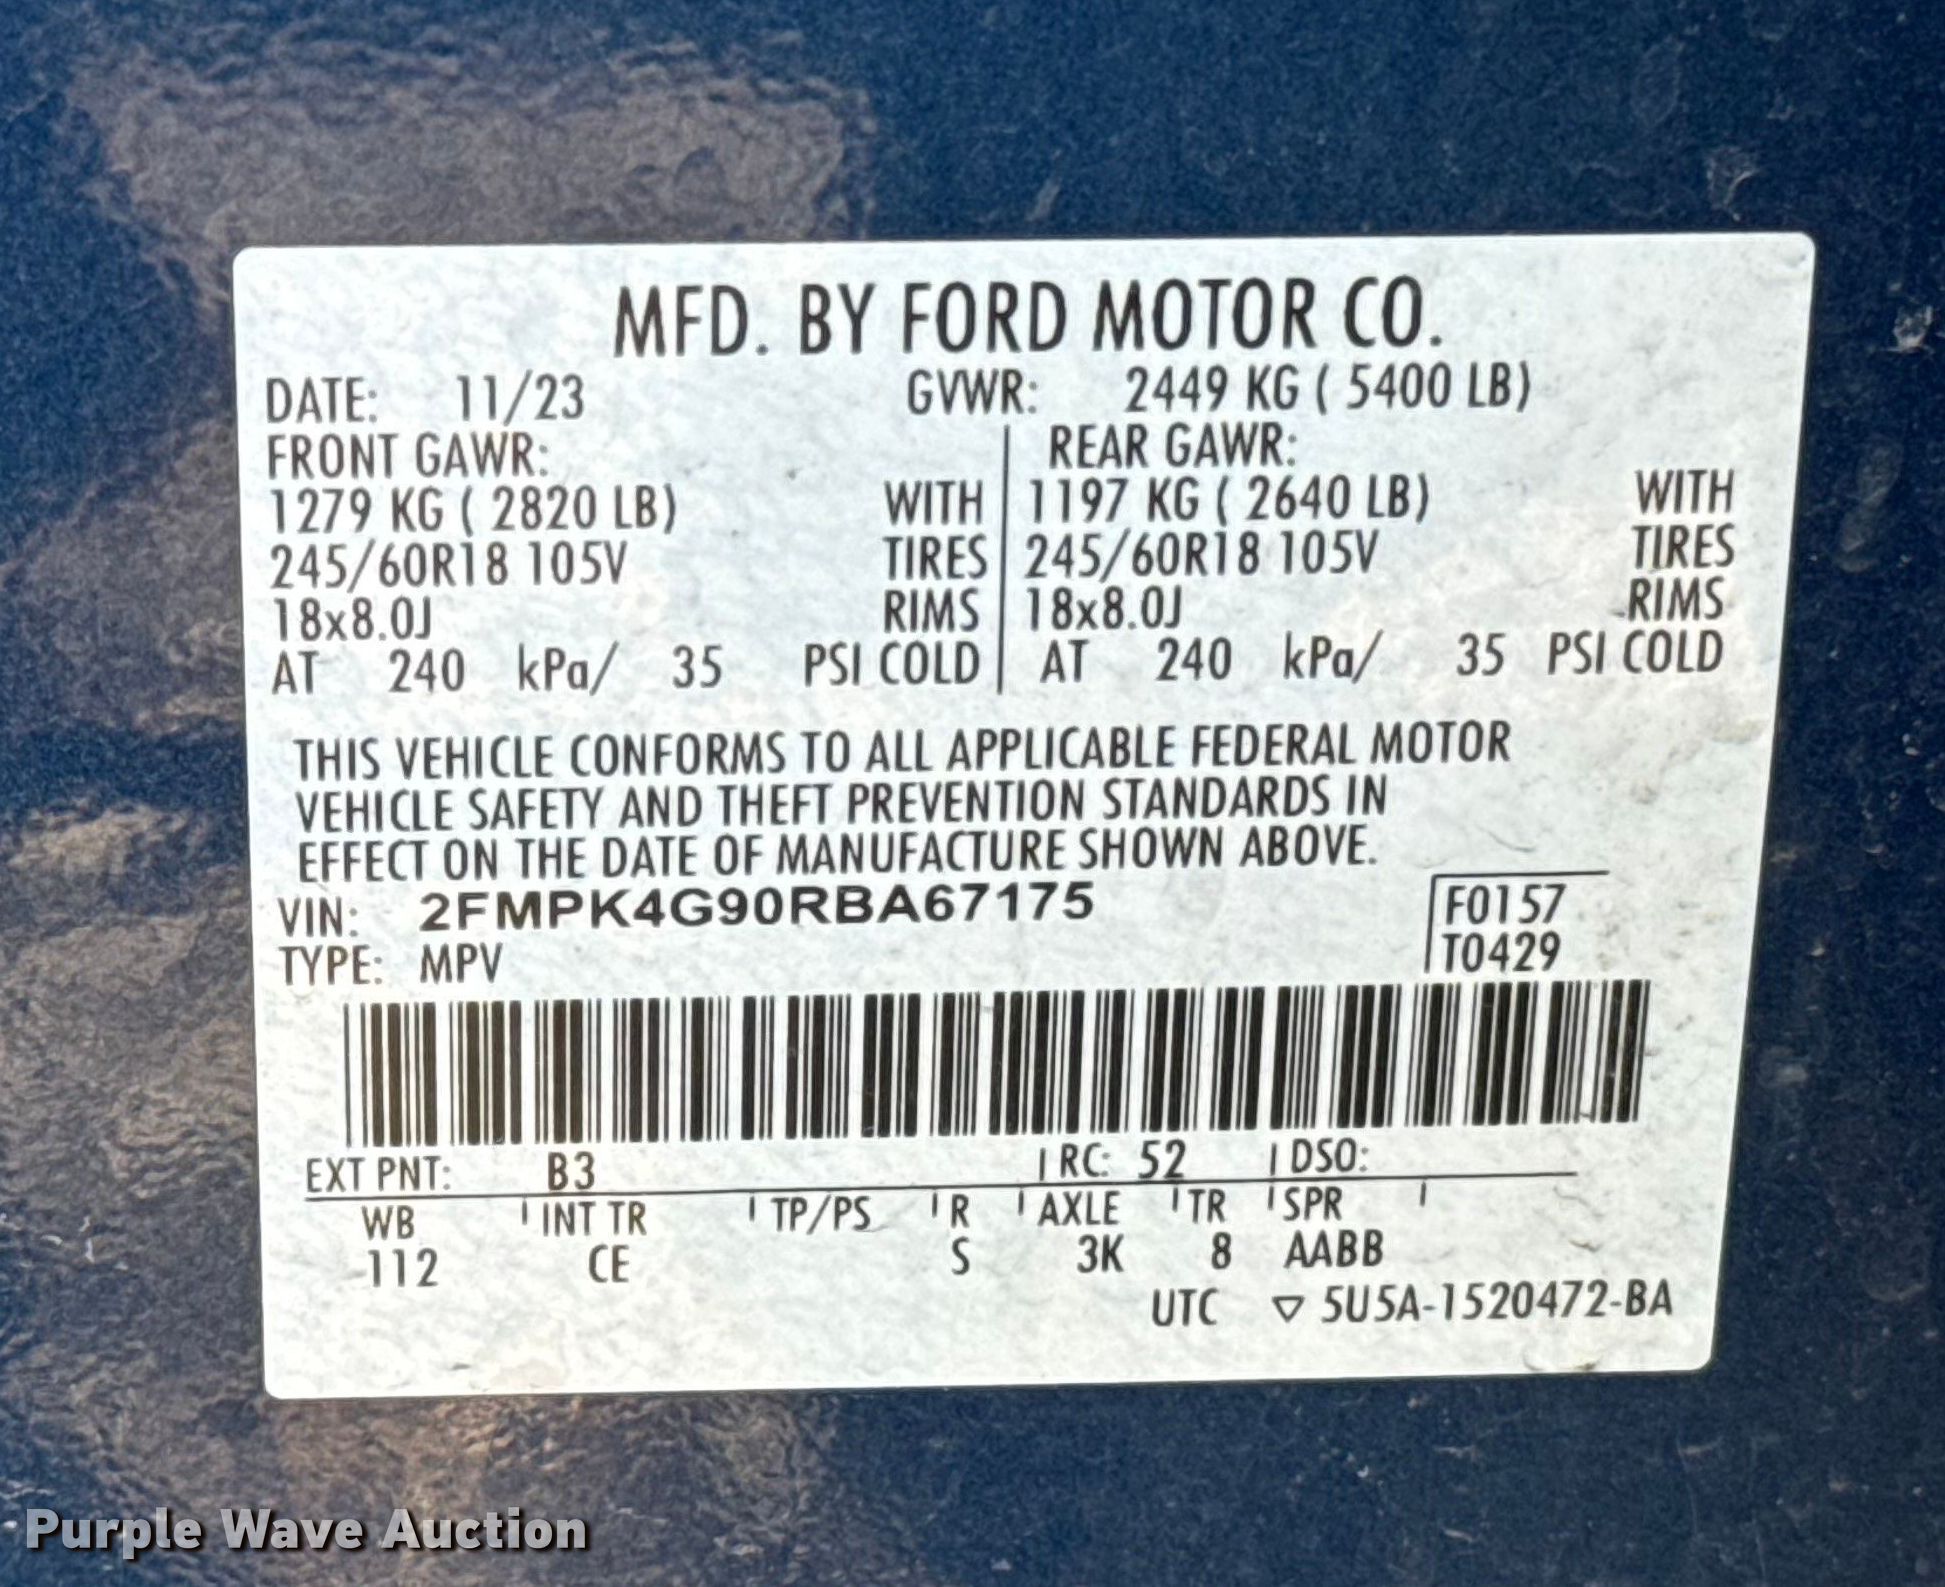 MFD. BY FORD MOTOR CO.
DATE: 11/23 GVWR: 2449 KG ( 5400 LB)
FRONT GAWR: REAR GAWR:
1279 KG ( 2820 LB) WITH 1197 KG ( 2640 LB) WITH
245/60R18 105V TIRES 245/60R18 105V TIRES
18x8.0J RIMS 18x8.0J RIMS
AT 240 kPa/ 35 PSI COLD AT 240 kPa/ 35 PSI COLD
THIS VEHICLE CONFORMS TO ALL APPLICABLE FEDERAL MOTOR
VEHICLE SAFETY AND THEFT PREVENTION STANDARDS IN
EFFECT ON THE DATE OF MANUFACTURE SHOWN ABOVE.
VIN: 2FMPK4G90RBA67175 F0157
TYPE: MPV T0429
EXT PNT: B3 RC: 52 DSO:
WB INT TR TP/PS R AXLE TR SPR
112 CE S 3K 8 AABB
UTC ▽ 5U5A-1520472-BA
Purple Wave Auction